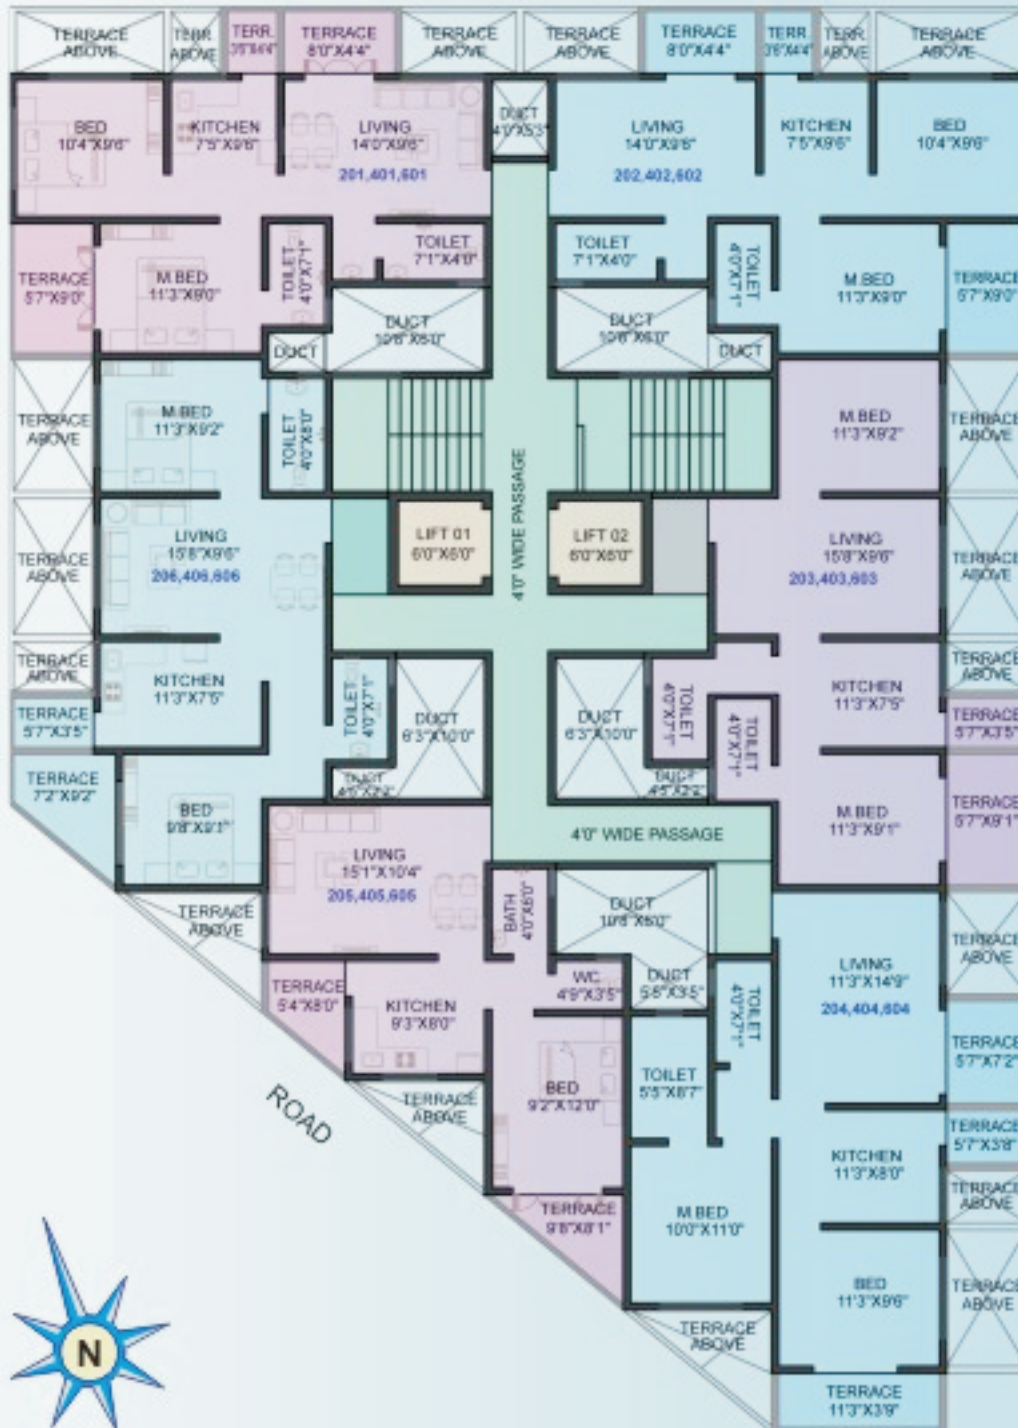 TERRACE
ABOVE
TERR.
ABOVE
TERR.
TERRACE
8'0"X4'4"
TERRACE
ABOVE
TERRACE
ABOVE
TERRACE
8'0"X4'4"
TERR.
TERR.
ABOVE
TERRACE
ABOVE
BED
10'4"X9'6"
KITCHEN
7'5"X9'6"
LIVING
14'0"X9'6"
201,401,601
DUCT
4'0"X5'3"
LIVING
14'0"X9'6"
202,402,602
KITCHEN
7'5"X9'6"
BED
10'4"X9'6"
TERRACE
5'7"X9'0"
M.BED
11'3"X9'0"
TOILET
4'0"X7'1"
TOILET
7'1"X4'0"
TOILET
7'1"X4'0"
TOILET
4'0"X7'1"
M.BED
11'3"X9'0"
TERRACE
5'7"X9'0"
DUCT
10'6"X6'0"
DUCT
DUCT
10'6"X6'0"
DUCT
TERRACE
ABOVE
M.BED
11'3"X9'2"
TOILET
4'0"X8'0"
M.BED
11'3"X9'2"
TERRACE
ABOVE
4'0" WIDE PASSAGE
TERRACE
ABOVE
LIVING
15'8"X9'6"
206,406,606
LIFT 01
6'0"X6'0"
LIFT 02
6'0"X6'0"
LIVING
15'8"X9'6"
203,403,603
TERRACE
ABOVE
TERRACE
ABOVE
KITCHEN
11'3"X7'5"
TOILET
4'0"X7'1"
DUCT
6'3"X10'0"
DUCT
6'3"X10'0"
TOILET
4'0"X7'1"
TOILET
4'0"X7'1"
KITCHEN
11'3"X7'5"
TERRACE
ABOVE
TERRACE
5'7"X3'5"
TERRACE
5'7"X3'5"
TERRACE
7'2"X9'2"
BED
9'8"X9'1"
DUCT
4'5"X2'2"
DUCT
4'5"X2'2"
M.BED
11'3"X9'1"
TERRACE
5'7"X9'1"
4'0" WIDE PASSAGE
LIVING
15'1"X10'4"
205,405,605
TERRACE
ABOVE
BATH
4'0"X6'0"
DUCT
10'8"X6'0"
TERRACE
ABOVE
LIVING
11'3"X14'9"
204,404,604
TERRACE
5'4"X8'0"
KITCHEN
9'3"X8'0"
WC
4'9"X3'5"
DUCT
5'5"X3'5"
TOILET
4'0"X7'1"
TERRACE
5'7"X7'2"
TERRACE
ABOVE
BED
9'2"X12'0"
TOILET
5'5"X8'7"
ROAD
TERRACE
5'7"X3'8"
KITCHEN
11'3"X8'0"
TERRACE
ABOVE
TERRACE
9'8"X8'1"
M.BED
10'0"X11'0"
BED
11'3"X9'6"
TERRACE
ABOVE
TERRACE
ABOVE
N
TERRACE
11'3"X3'9"